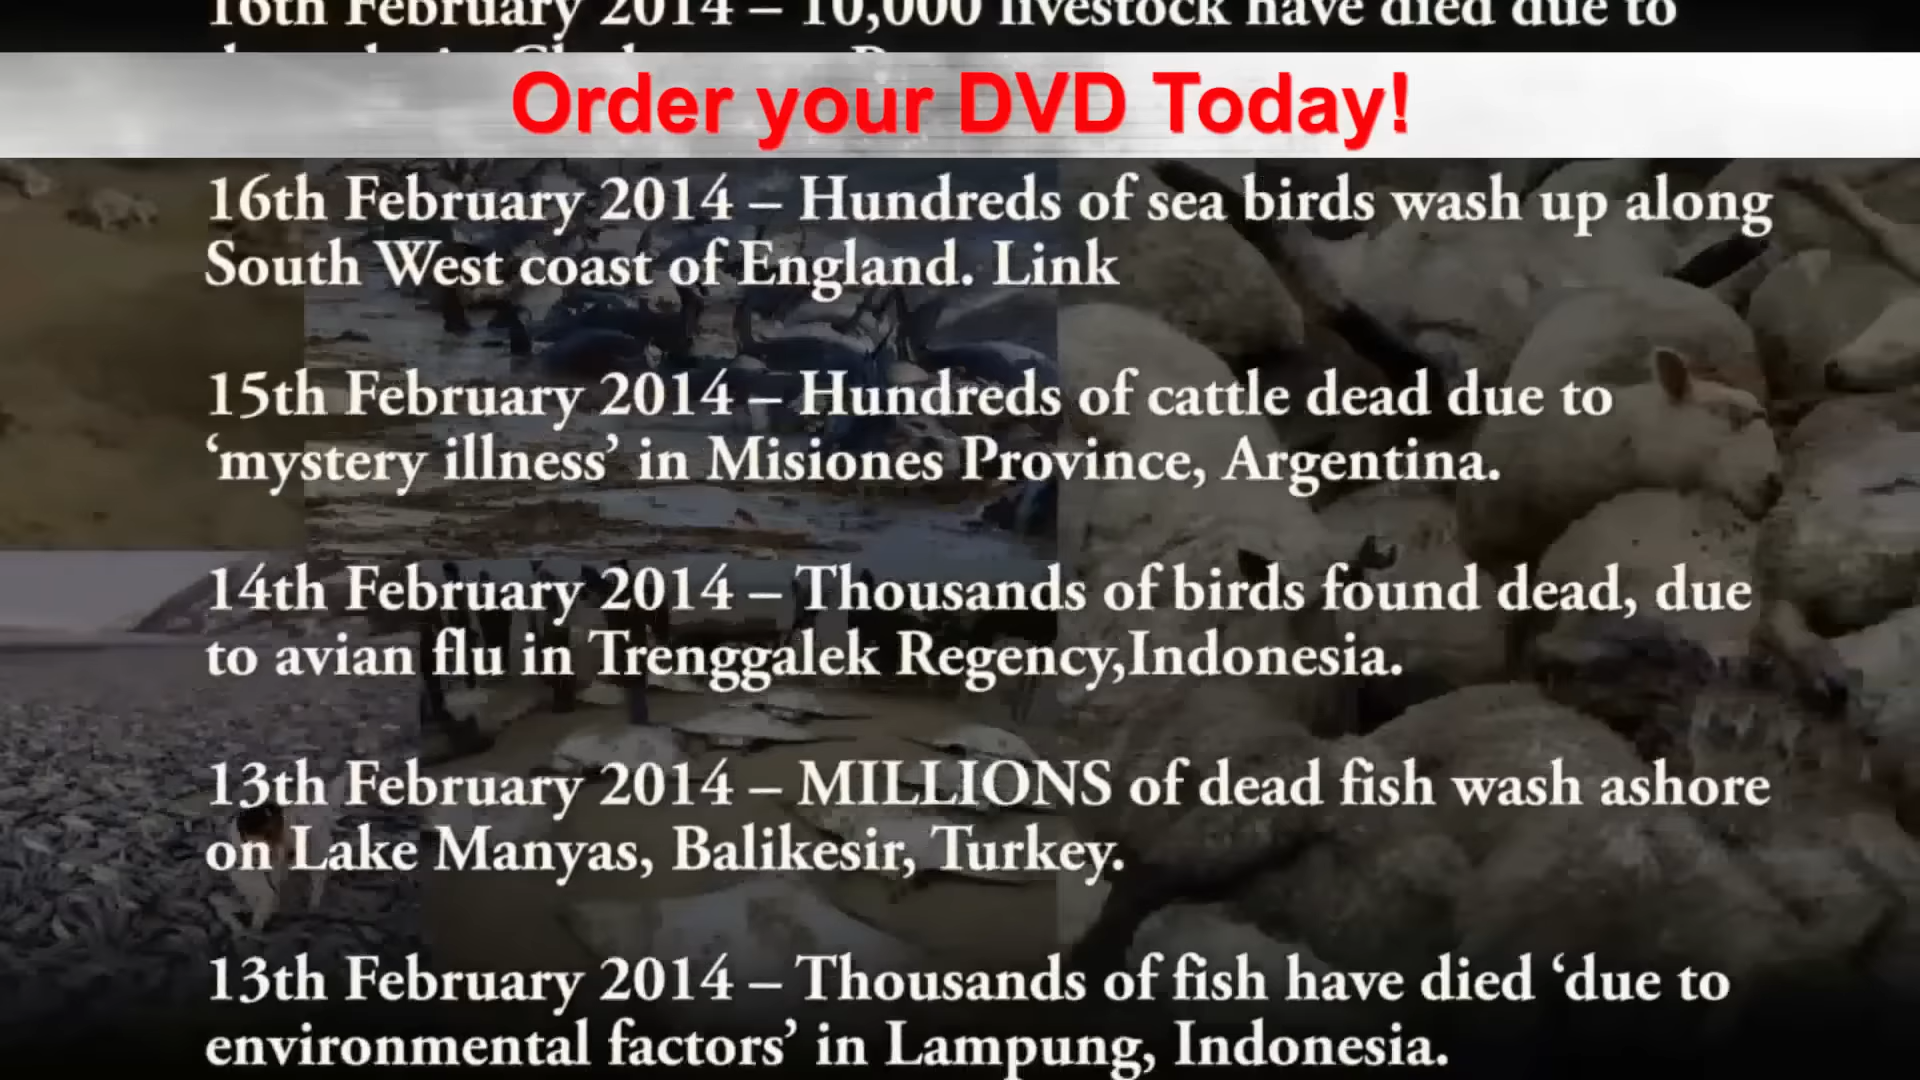 16th February 2014 – 10,000 livestock have died due to
Order your DVD Today!
16th February 2014 – Hundreds of sea birds wash up along
South West coast of England. Link
15th February 2014 – Hundreds of cattle dead due to
‘mystery illness’ in Misiones Province, Argentina.
14th February 2014 – Thousands of birds found dead, due
to avian flu in Trenggalek Regency,Indonesia.
13th February 2014 – MILLIONS of dead fish wash ashore
on Lake Manyas, Balikesir, Turkey.
13th February 2014 – Thousands of fish have died ‘due to
environmental factors’ in Lampung, Indonesia.